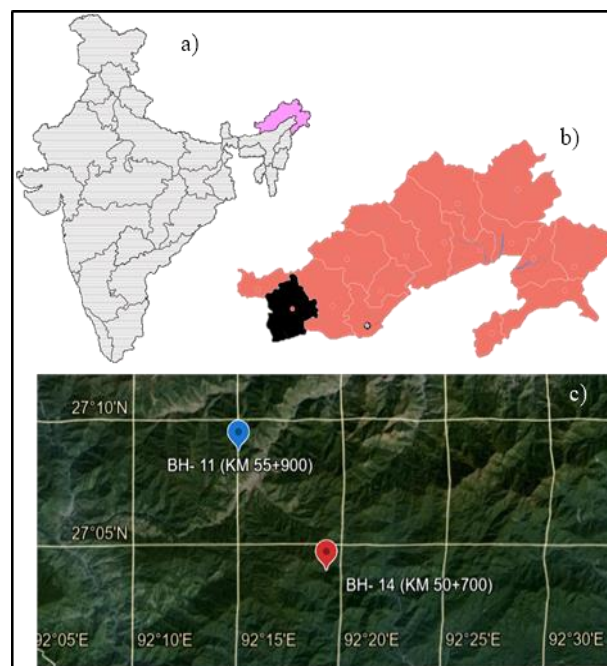 a)
b)
c)
27°10'N
BH- 11 (KM 55+900)
27°05'N
BH- 14 (KM 50+700)
92°05'E 92°10'E 92°15'E 92°20'E 92°25'E 92°30'E